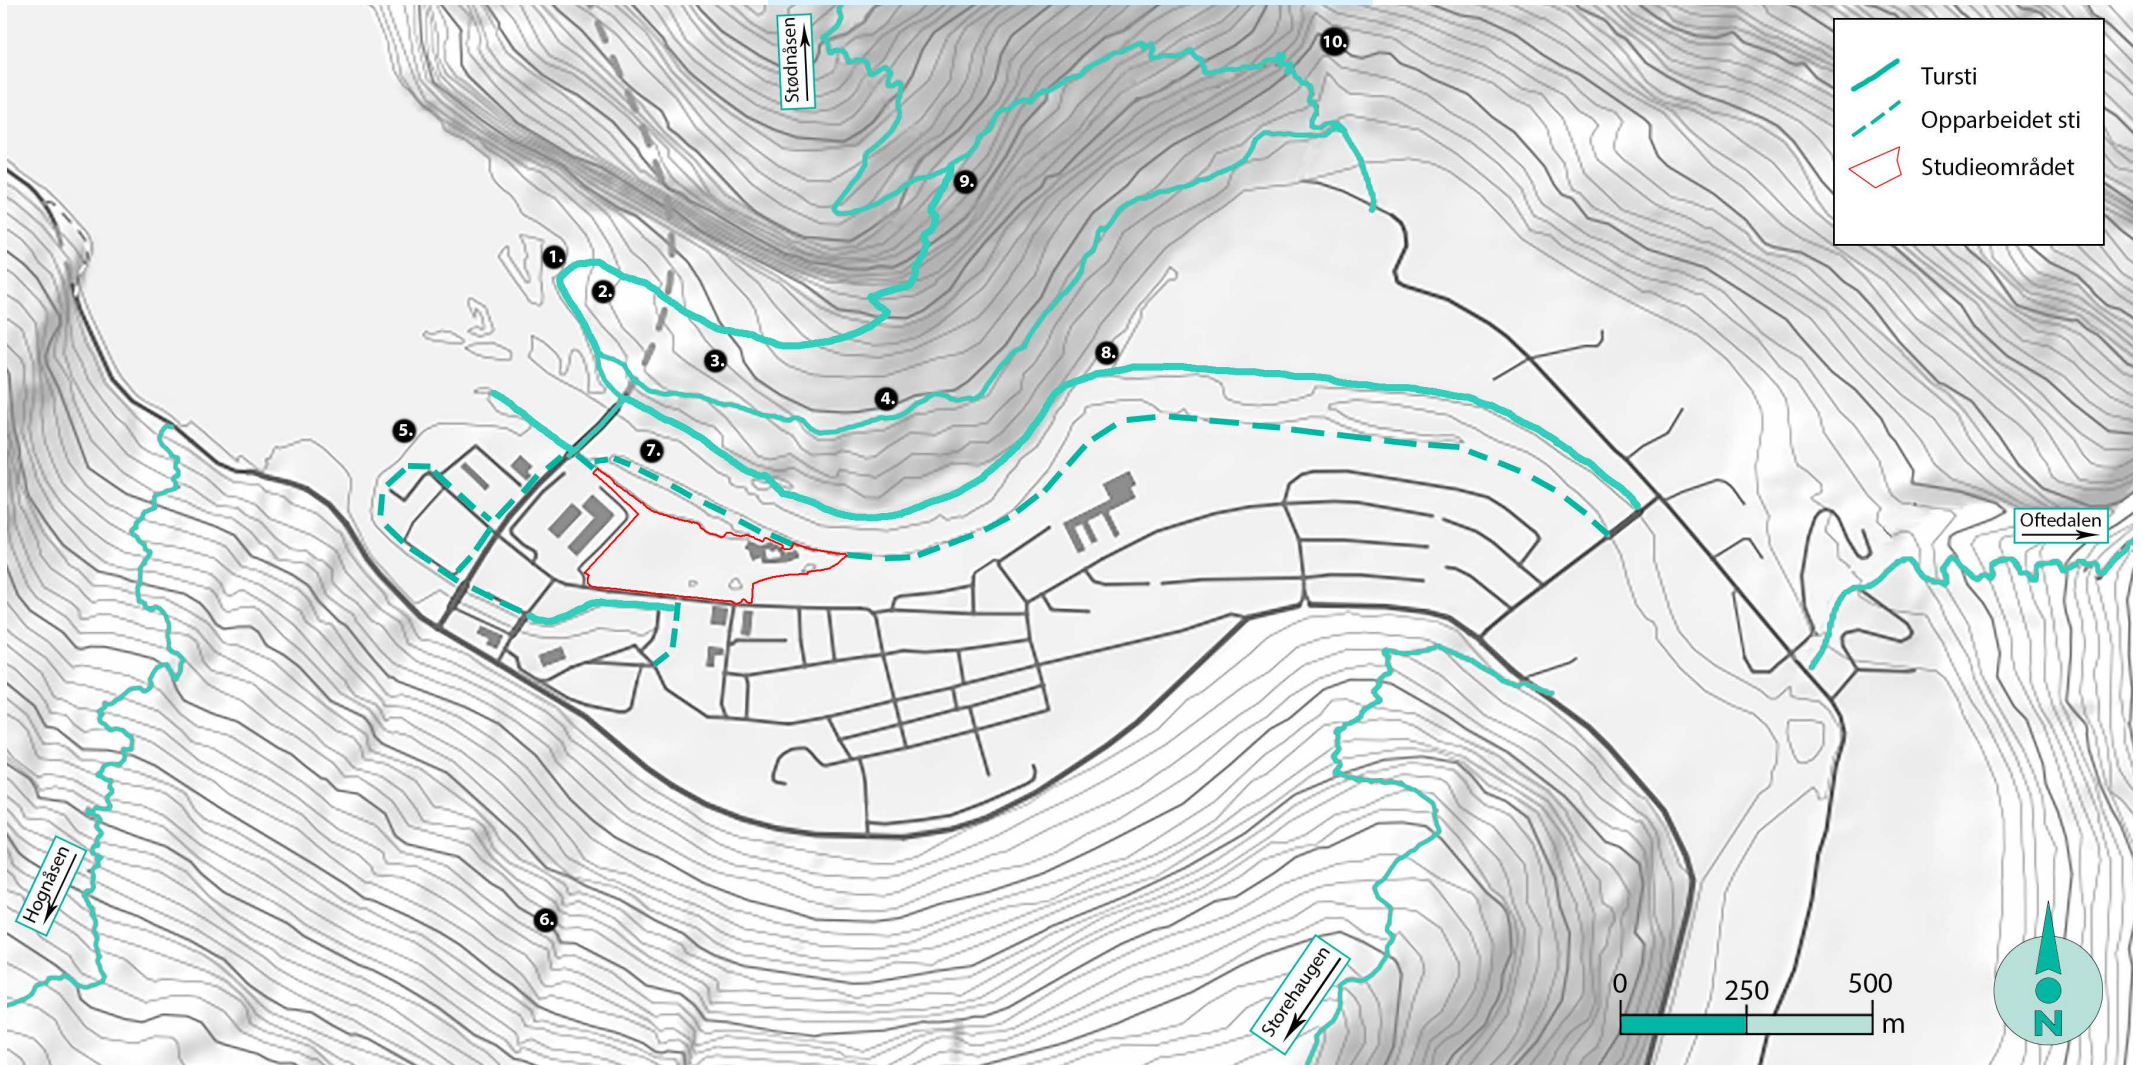 Stødnåsen
10.
Tursti
Opparbeidet sti
Studieområdet
9.
1.
2.
3.
8.
4.
5.
7.
Oftedalen
Hognåsen
6.
Storehaugen
0
250
500
m
N